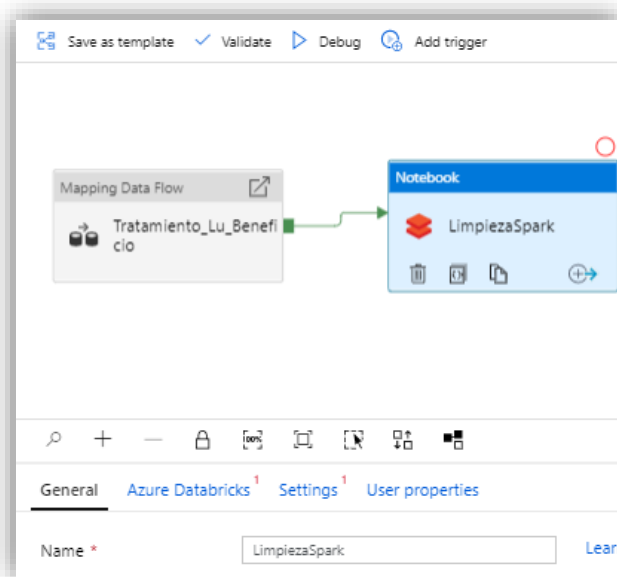 Save as template Validate Debug Add trigger
Mapping Data Flow
Tratamiento_Lu_Benefi
cio
Notebook
LimpiezaSpark
100%
General Azure Databricks 1 Settings 1 User properties
Name * LimpiezaSpark Lear